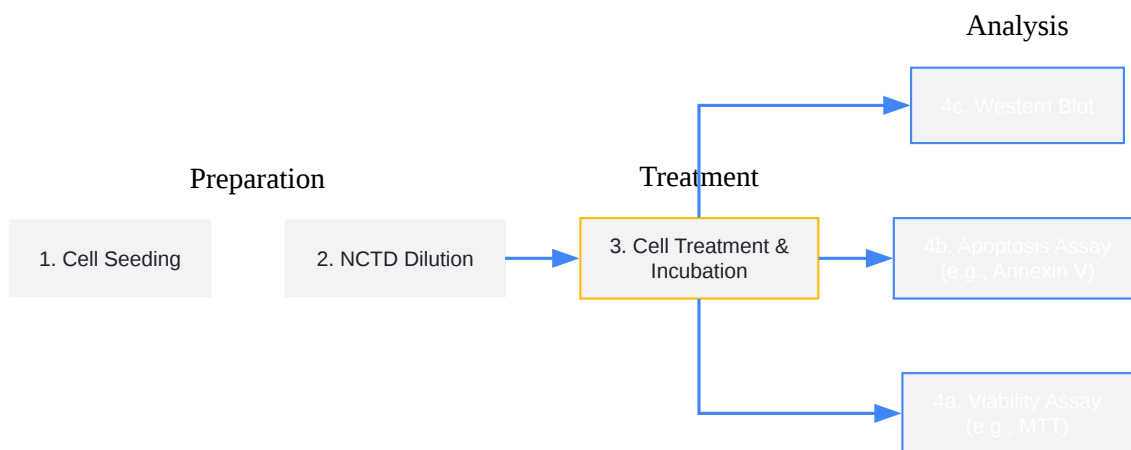 Analysis
4c. Western Blot
Preparation
Treatment
1. Cell Seeding
2. NCTD Dilution
3. Cell Treatment &
Incubation
4b. Apoptosis Assay
(e.g., Annexin V)
4a. Viability Assay
(e.g., MTT)